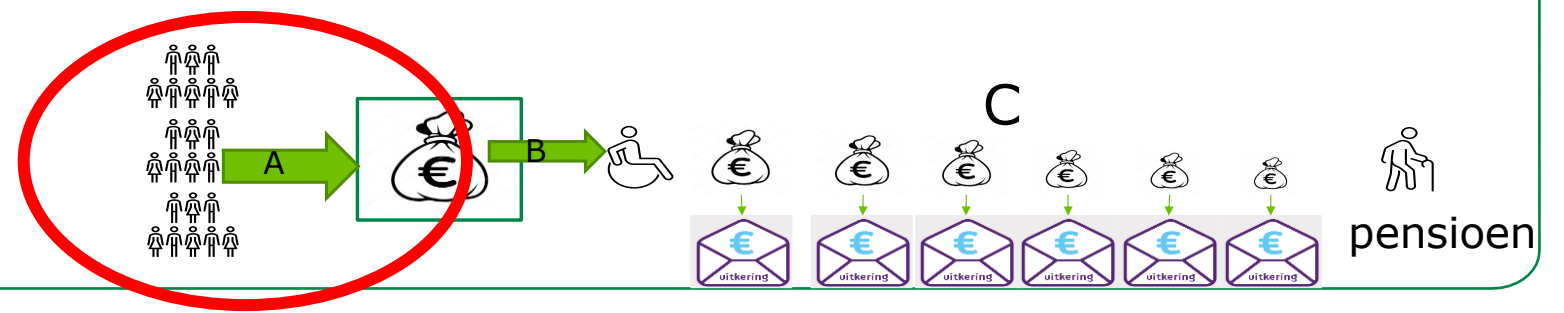 C
A
€
B
€
€
€
€
€
€
€
uitkering
€
uitkering
€
uitkering
€
uitkering
€
uitkering
€
uitkering
pensioen